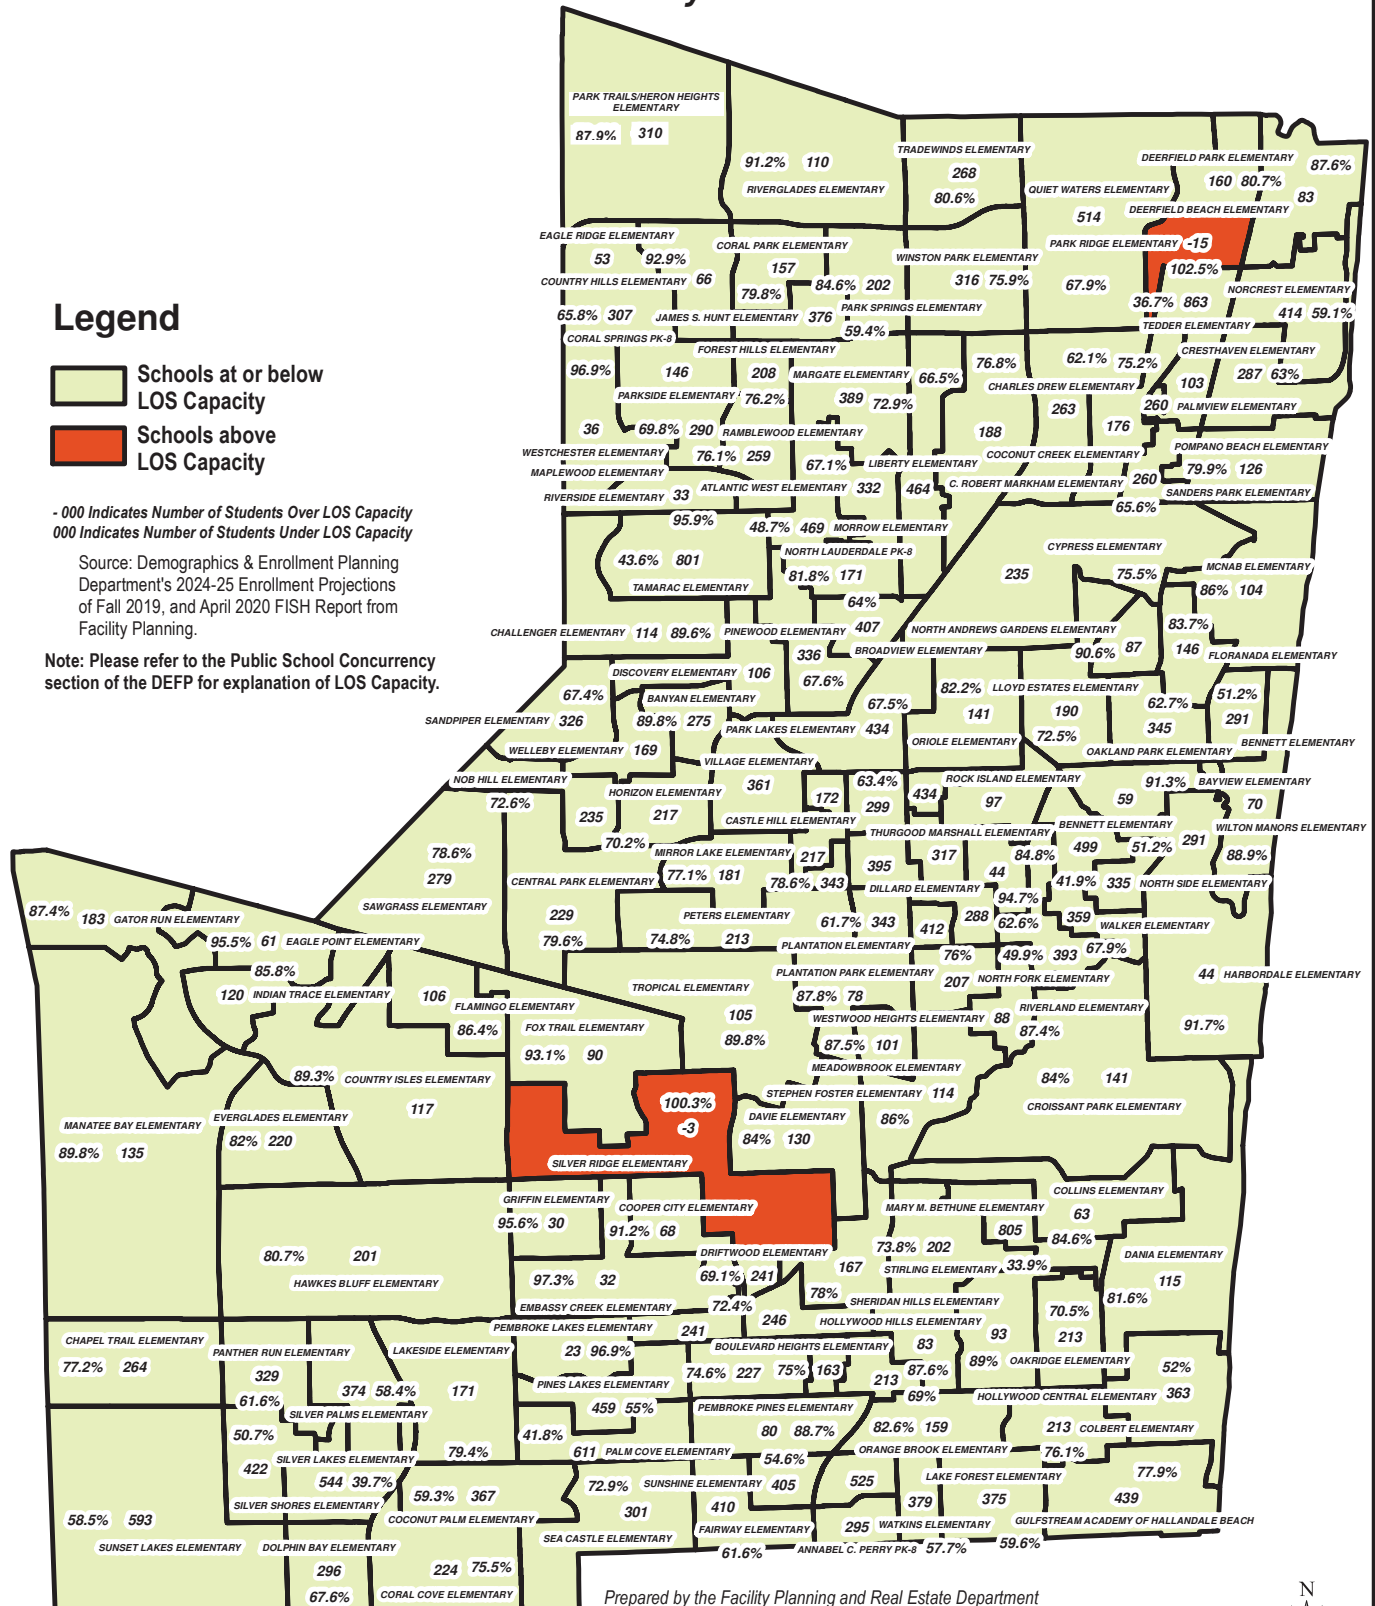 PARK TRAILS/HERON HEIGHTS
ELEMENTARY
87.9% 310
91.2% 110
RIVERGLADES ELEMENTARY
TRADEWINDS ELEMENTARY
268
80.6%
DEERFIELD PARK ELEMENTARY
87.6%
160 80.7%
83
QUIET WATERS ELEMENTARY
514
DEERFIELD BEACH ELEMENTARY
PARK RIDGE ELEMENTARY -15
102.5%
EAGLE RIDGE ELEMENTARY
53 92.9%
CORAL PARK ELEMENTARY
157
79.8%
WINSTON PARK ELEMENTARY
316 75.9%
67.9%
COUNTRY HILLS ELEMENTARY 66
84.6% 202
36.7% 863
NORCREST ELEMENTARY
414 59.1%
65.8% 307
JAMES S. HUNT ELEMENTARY 376
PARK SPRINGS ELEMENTARY
59.4%
TEDDER ELEMENTARY
CORAL SPRINGS PK-8
FOREST HILLS ELEMENTARY
CRESTHAVEN ELEMENTARY
96.9%
146
208
76.2%
MARGATE ELEMENTARY
66.5%
76.8%
62.1% 75.2%
287 63%
103
CHARLES DREW ELEMENTARY
PARKSIDE ELEMENTARY
389 72.9%
263
260 PALMVIEW ELEMENTARY
36
69.8% 290
RAMBLEWOOD ELEMENTARY
188
176
WESTCHESTER ELEMENTARY
76.1% 259
67.1%
LIBERTY ELEMENTARY
COCONUT CREEK ELEMENTARY
POMPANO BEACH ELEMENTARY
79.9% 126
MAPLEWOOD ELEMENTARY
RIVERSIDE ELEMENTARY 33
ATLANTIC WEST ELEMENTARY 332 464
C. ROBERT MARKHAM ELEMENTARY 260
SANDERS PARK ELEMENTARY
65.6%
95.9%
48.7% 469 MORROW ELEMENTARY
NORTH LAUDERDALE PK-8
81.8% 171
43.6% 801
TAMARAC ELEMENTARY
64%
CYPRESS ELEMENTARY
235
75.5%
MCNAB ELEMENTARY
86% 104
CHALLENGER ELEMENTARY 114 89.6%
PINEWOOD ELEMENTARY 407
NORTH ANDREWS GARDENS ELEMENTARY
83.7%
336
BROADVIEW ELEMENTARY
90.6% 87
146 FLORANADA ELEMENTARY
DISCOVERY ELEMENTARY 106
67.6%
67.4%
BANYAN ELEMENTARY
67.5%
82.2% LLOYD ESTATES ELEMENTARY
62.7%
51.2%
SANDPIPER ELEMENTARY 326
89.8% 275
PARK LAKES ELEMENTARY 434
141
190
345
291
WELLEBY ELEMENTARY 169
ORIOLE ELEMENTARY
72.5%
OAKLAND PARK ELEMENTARY
BENNETT ELEMENTARY
VILLAGE ELEMENTARY
361
NOB HILL ELEMENTARY
72.6%
HORIZON ELEMENTARY
235
217
70.2%
172
63.4%
299
434
ROCK ISLAND ELEMENTARY
97
59
91.3%
BAYVIEW ELEMENTARY
70
CASTLE HILL ELEMENTARY
THURGOOD MARSHALL ELEMENTARY
BENNETT ELEMENTARY
WILTON MANORS ELEMENTARY
78.6%
279
MIRROR LAKE ELEMENTARY 217
395
317
84.8%
499
51.2% 291
88.9%
CENTRAL PARK ELEMENTARY
77.1% 181
78.6% 343
DILLARD ELEMENTARY
44
94.7%
41.9% 335
NORTH SIDE ELEMENTARY
SAWGRASS ELEMENTARY
229
79.6%
PETERS ELEMENTARY
74.8% 213
61.7% 343
412
288 62.6%
359
WALKER ELEMENTARY
87.4% 183 GATOR RUN ELEMENTARY
95.5% 61 EAGLE POINT ELEMENTARY
PLANTATION ELEMENTARY
76%
49.9% 393
67.9%
85.8%
120 INDIAN TRACE ELEMENTARY
106
FLAMINGO ELEMENTARY
86.4%
TROPICAL ELEMENTARY
105
89.8%
PLANTATION PARK ELEMENTARY
87.8% 78
207
NORTH FORK ELEMENTARY
44 HARBORDALE ELEMENTARY
91.7%
FOX TRAIL ELEMENTARY
93.1% 90
WESTWOOD HEIGHTS ELEMENTARY 88
RIVERLAND ELEMENTARY
87.4%
87.5% 101
MEADOWBROOK ELEMENTARY
89.3% COUNTRY ISLES ELEMENTARY
117
STEPHEN FOSTER ELEMENTARY 114
86%
84% 141
CROISSANT PARK ELEMENTARY
100.3%
-3
SILVER RIDGE ELEMENTARY
DAVIE ELEMENTARY
84% 130
MANATEE BAY ELEMENTARY
89.8% 135
EVERGLADES ELEMENTARY
82% 220
GRIFFIN ELEMENTARY
95.6% 30
COOPER CITY ELEMENTARY
91.2% 68
MARY M. BETHUNE ELEMENTARY
805
COLLINS ELEMENTARY
63
84.6%
80.7% 201
HAWKES BLUFF ELEMENTARY
DRIFTWOOD ELEMENTARY
69.1% 241
167
73.8% 202
STIRLING ELEMENTARY
33.9%
DANIA ELEMENTARY
115
81.6%
97.3% 32
EMBASSY CREEK ELEMENTARY
72.4%
78%
SHERIDAN HILLS ELEMENTARY
70.5%
213
PEMBROKE LAKES ELEMENTARY
241
246
HOLLYWOOD HILLS ELEMENTARY
93
CHAPEL TRAIL ELEMENTARY
77.2% 264
PANTHER RUN ELEMENTARY
329
61.6%
LAKESIDE ELEMENTARY
171
23 96.9%
BOULEVARD HEIGHTS ELEMENTARY
83
89%
OAKRIDGE ELEMENTARY
52%
374 58.4%
PINES LAKES ELEMENTARY
74.6% 227
75% 163
213
87.6%
69%
HOLLYWOOD CENTRAL ELEMENTARY 363
SILVER PALMS ELEMENTARY
459 55%
PEMBROKE PINES ELEMENTARY
80 88.7%
82.6% 159
213 COLBERT ELEMENTARY
50.7%
422
SILVER LAKES ELEMENTARY
79.4%
41.8%
611 PALM COVE ELEMENTARY
54.6%
ORANGE BROOK ELEMENTARY
76.1%
544 39.7%
72.9%
SUNSHINE ELEMENTARY 405
525
LAKE FOREST ELEMENTARY
77.9%
SILVER SHORES ELEMENTARY
59.3% 367
COCONUT PALM ELEMENTARY
301
410
379
375
439
58.5% 593
SUNSET LAKES ELEMENTARY
DOLPHIN BAY ELEMENTARY
296
67.6%
224 75.5%
CORAL COVE ELEMENTARY
SEA CASTLE ELEMENTARY
FAIRWAY ELEMENTARY
61.6%
295 WATKINS ELEMENTARY
ANNABEL C. PERRY PK-8 57.7%
GULFSTREAM ACADEMY OF HALLANDALE BEACH
59.6%
Legend
Schools at or below
LOS Capacity
Schools above
LOS Capacity
- 000 Indicates Number of Students Over LOS Capacity
000 Indicates Number of Students Under LOS Capacity
Source: Demographics & Enrollment Planning
Department's 2024-25 Enrollment Projections
of Fall 2019, and April 2020 FISH Report from
Facility Planning.
Note: Please refer to the Public School Concurrency
section of the DEFP for explanation of LOS Capacity.
Prepared by the Facility Planning and Real Estate Department
N